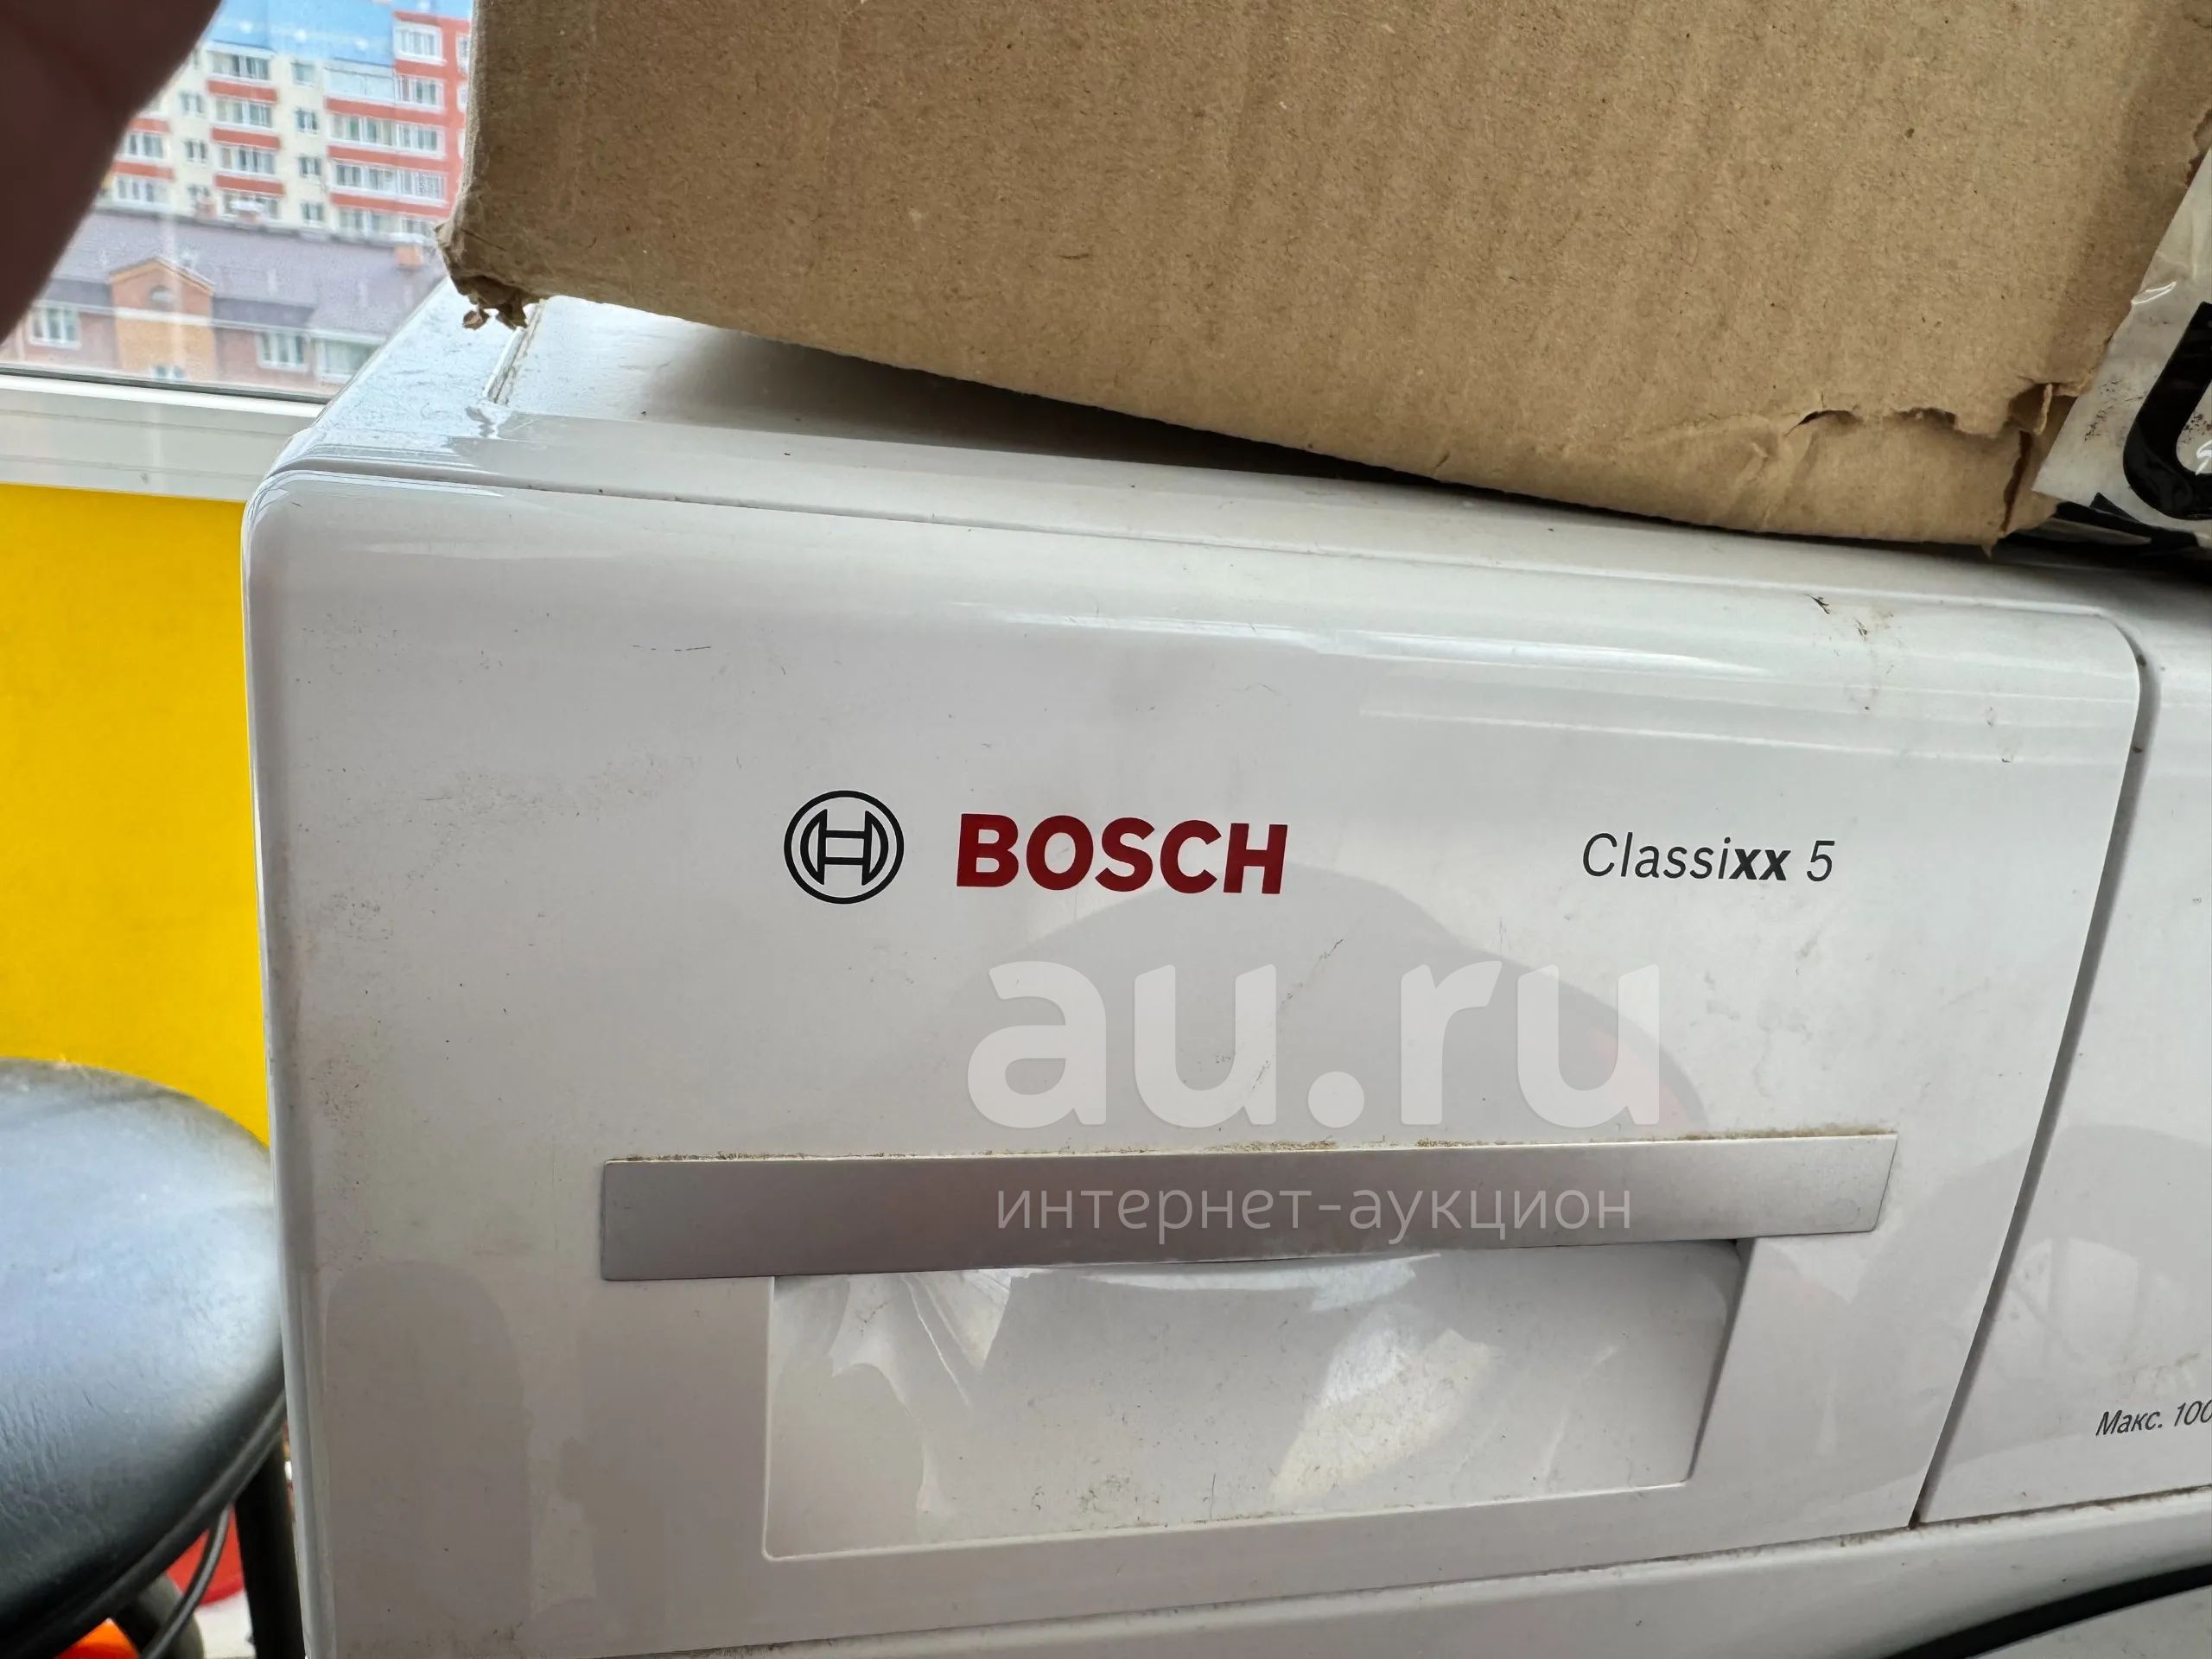 BOSCH Classixx 5
au.ru
интернет-аукцион
Макс. 100